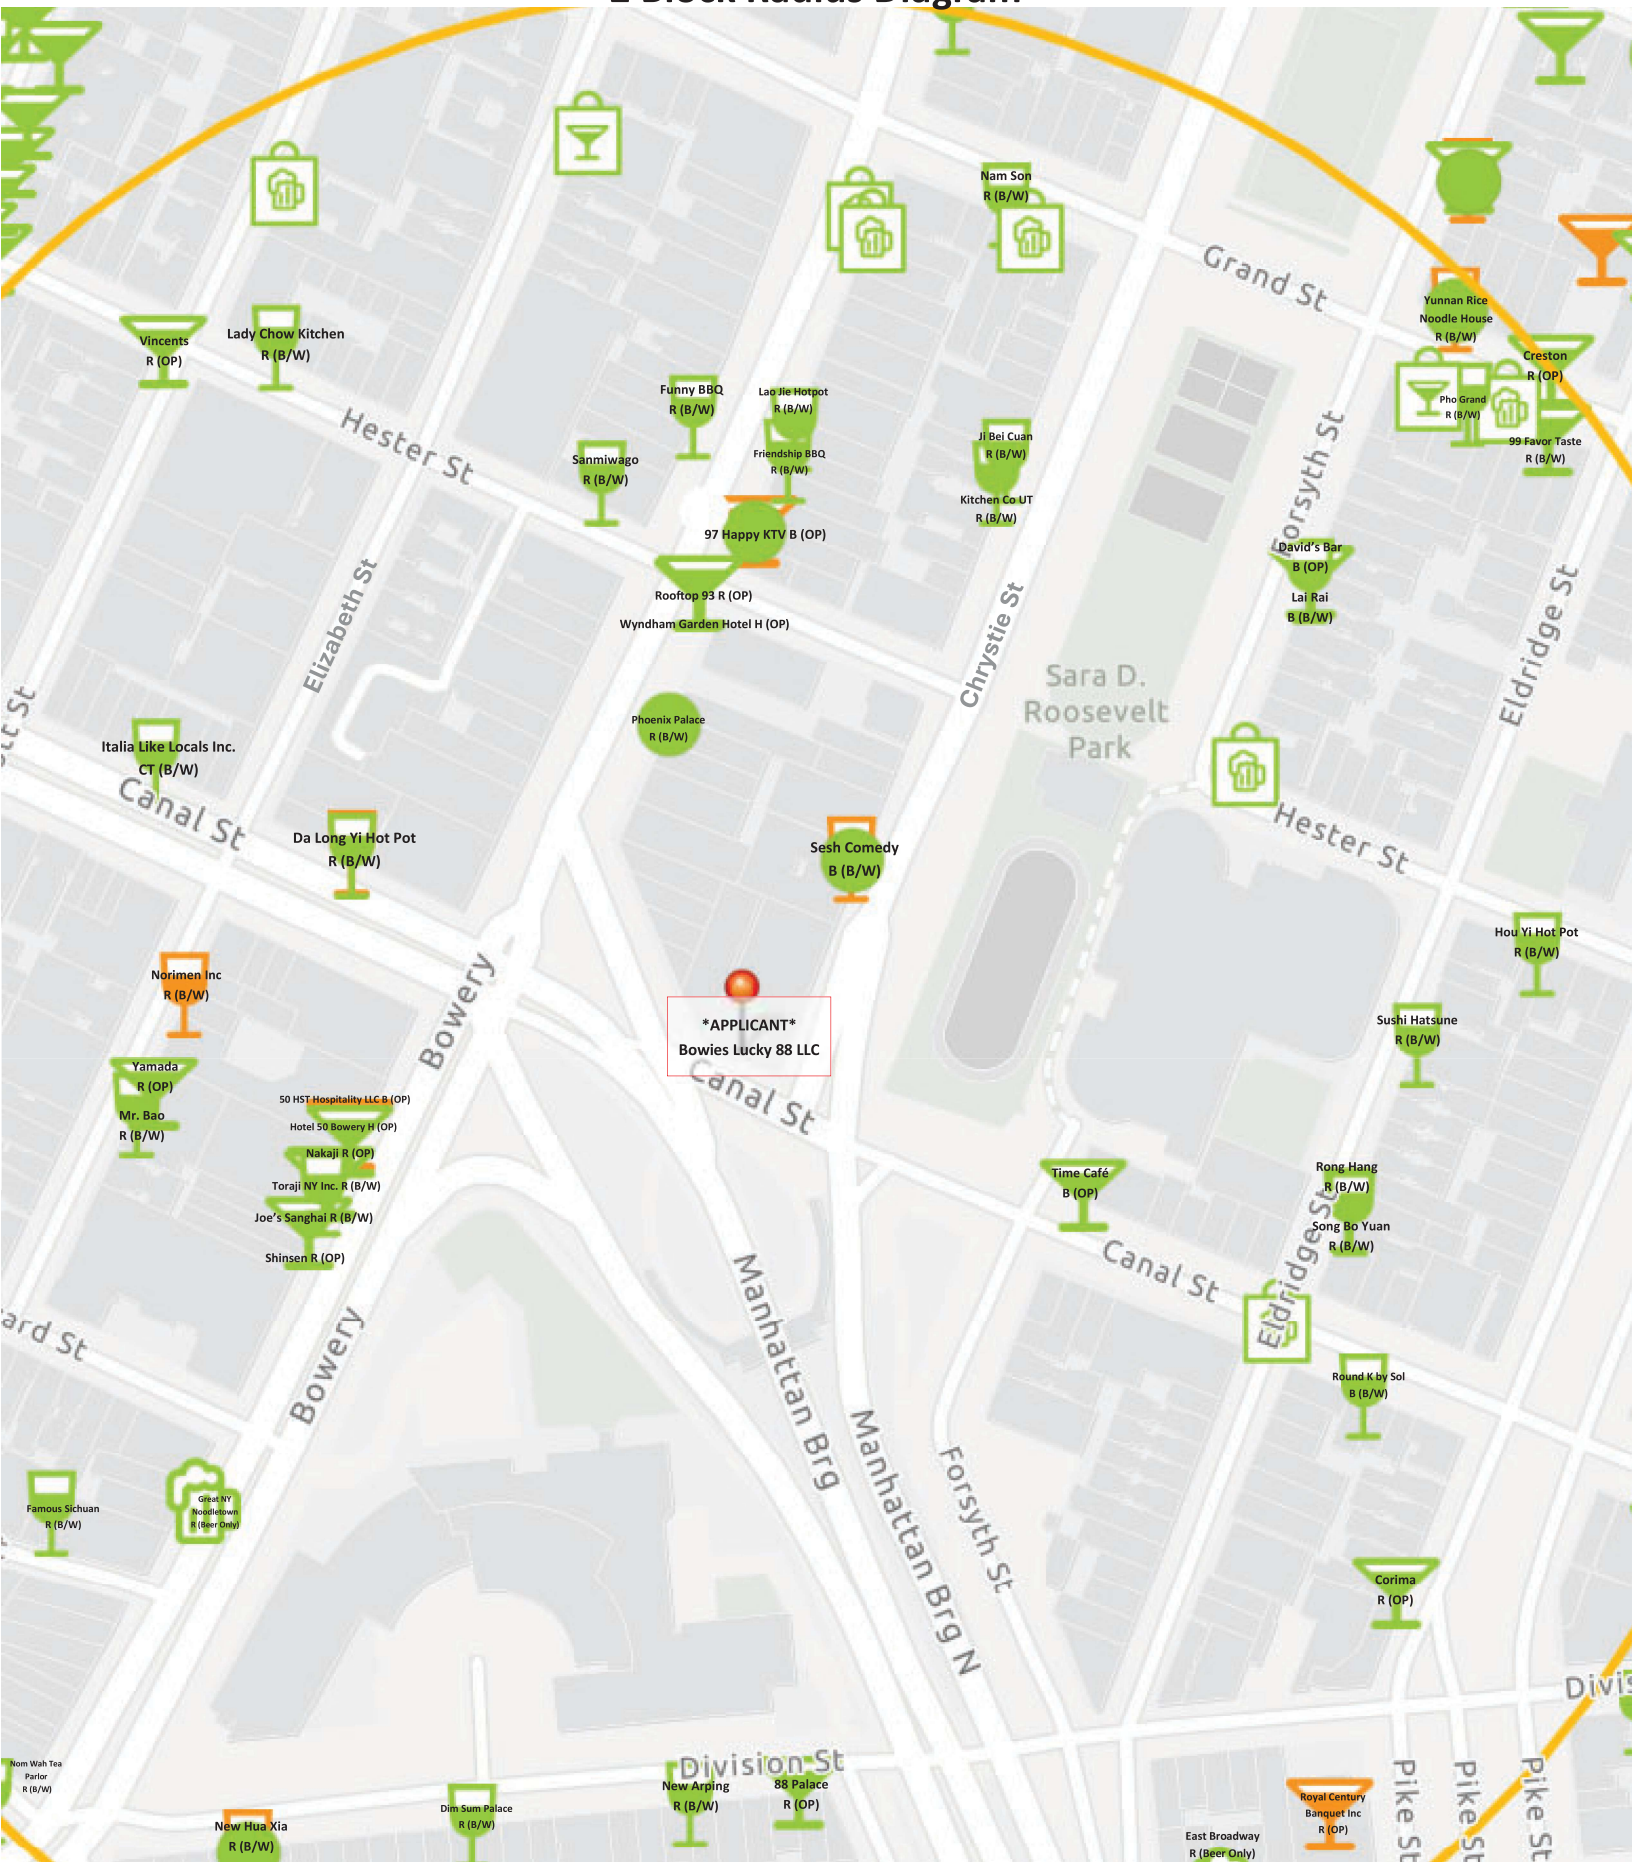 2 Block Radius Diagram
Nam Son
R (B/W)
Grand St
Yunnan Rice
Noodle House
R (B/W)
Vincents
R (OP)
Lady Chow Kitchen
R (B/W)
Creston
R (OP)
Funny BBQ
R (B/W)
Lao Jie Hotpot
R (B/W)
Pho Grand
R (B/W)
Hester St
Sanmiwago
R (B/W)
Friendship BBQ
R (B/W)
Ji Bei Cuan
R (B/W)
Forsyth St
99 Favor Taste
R (B/W)
Kitchen Co UT
R (B/W)
97 Happy KTV B (OP)
David's Bar
B (OP)
Rooftop 93 R (OP)
Lai Rai
B (B/W)
Wyndham Garden Hotel H (OP)
Elizabeth St
Chrystie St
Eldridge St
Sara D.
Roosevelt
Park
Phoenix Palace
R (B/W)
Italia Like Locals Inc.
CT (B/W)
Canal St
Da Long Yi Hot Pot
R (B/W)
Sesh Comedy
B (B/W)
Hester St
Hou Yi Hot Pot
R (B/W)
Norimen Inc
R (B/W)
Bowery
*APPLICANT*
Bowies Lucky 88 LLC
Sushi Hatsune
R (B/W)
Canal St
Yamada
R (OP)
Mr. Bao
R (B/W)
50 HST Hospitality LLC B (OP)
Hotel 50 Bowery H (OP)
Nakaji R (OP)
Toraji NY Inc. R (B/W)
Joe's Sanghai R (B/W)
Shinsen R (OP)
Time Café
B (OP)
Rong Hang
R (B/W)
Song Bo Yuan
R (B/W)
Eldridge St
Canal St
ard St
Bowery
Manhattan Brg
Round K by Sol
B (B/W)
Manhattan Brg N
Forsyth St
Famous Sichuan
R (B/W)
Great NY
Noodletown
R (Beer Only)
Corima
R (OP)
Divis
Nom Wah Tea
Parlor
R (B/W)
Division St
New Arping
R (B/W)
88 Palace
R (OP)
Dim Sum Palace
R (B/W)
New Hua Xia
R (B/W)
Royal Century
Banquet Inc
R (OP)
East Broadway
R (Beer Only)
Pike St
Pike St
Pike St